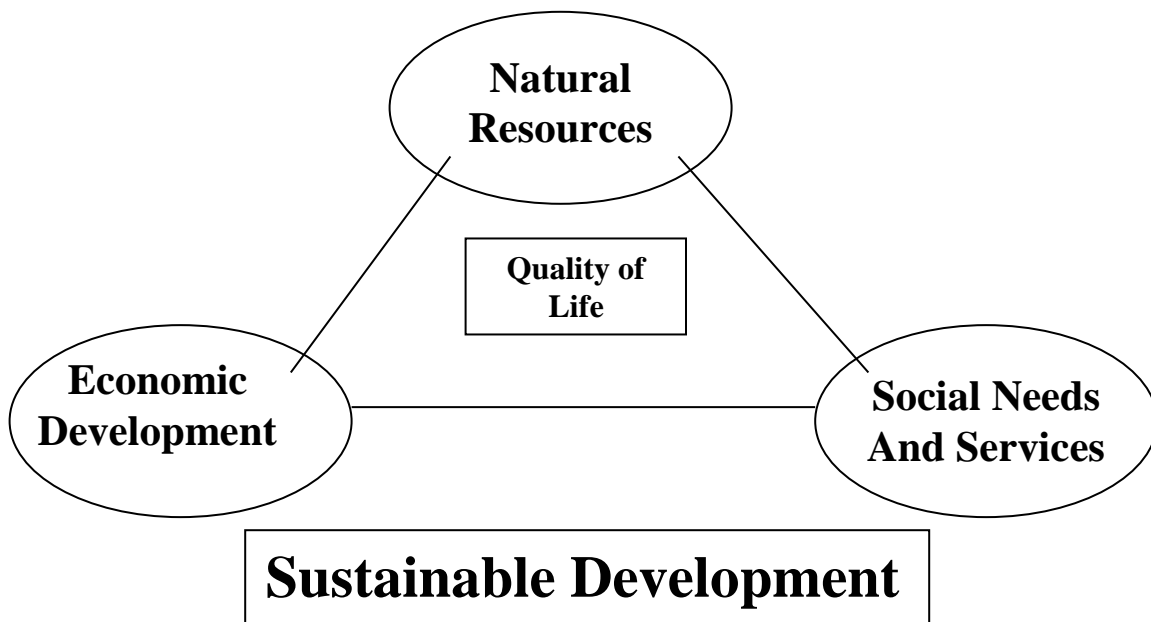 Natural
Resources
Quality of
Life
Economic
Development
Social Needs
And Services
Sustainable Development